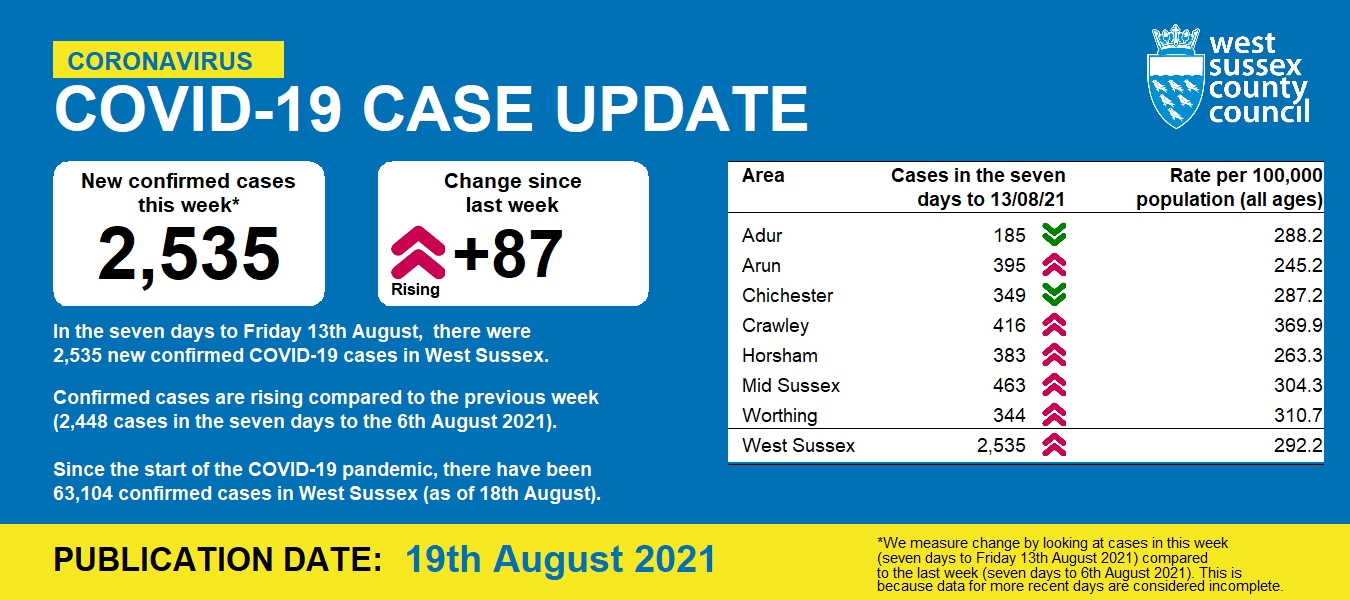 CORONAVIRUS
COVID-19 CASE UPDATE
west
sussex
county
council
New confirmed cases
this week*
2,535
Change since
last week
+87
Rising
In the seven days to Friday 13th August,  there were
2,535 new confirmed COVID-19 cases in West Sussex.
Confirmed cases are rising compared to the previous week
(2,448 cases in the seven days to the 6th August 2021).
Since the start of the COVID-19 pandemic, there have been
63,104 confirmed cases in West Sussex (as of 18th August).
Area Cases in the seven Rate per 100,000
days to 13/08/21 population (all ages)
Adur 185 288.2
Arun 395 245.2
Chichester 349 287.2
Crawley 416 369.9
Horsham 383 263.3
Mid Sussex 463 304.3
Worthing 344 310.7
West Sussex 2,535 292.2
PUBLICATION DATE: 19th August 2021
*We measure change by looking at cases in this week
(seven days to Friday 13th August 2021) compared
to the last week (seven days to 6th August 2021). This is
because data for more recent days are considered incomplete.